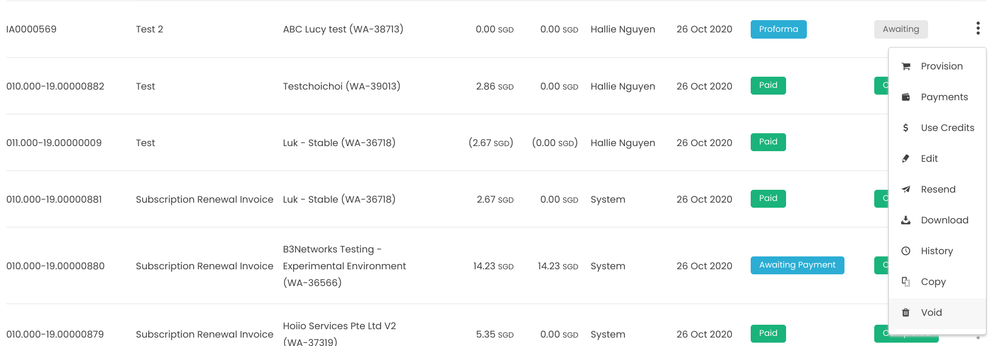 IA0000569 Test 2 ABC Lucy test (WA-38713) 0.00 SGD 0.00 SGD Hallie Nguyen 26 Oct 2020 Proforma Awaiting
Provision
010.000-19.00000882 Test Testchoichoi (WA-39013) 2.86 SGD 0.00 SGD Hallie Nguyen 26 Oct 2020 Paid
Payments
Use Credits
011.000-19.00000009 Test Luk - Stable (WA-36718) (2.67 SGD) (0.00 SGD) Hallie Nguyen 26 Oct 2020 Paid
Edit
Resend
010.000-19.00000881 Subscription Renewal Invoice Luk - Stable (WA-36718) 2.67 SGD 0.00 SGD System 26 Oct 2020 Paid
Download
History
B3Networks Testing -
010.000-19.00000880 Subscription Renewal Invoice Experimental Environment 14.23 SGD 14.23 SGD System 26 Oct 2020 Awaiting Payment
(WA-36566)
Copy
Void
Hoiio Services Pte Ltd V2
010.000-19.00000879 Subscription Renewal Invoice (WA-37319) 5.35 SGD 0.00 SGD System 26 Oct 2020 Paid Completed